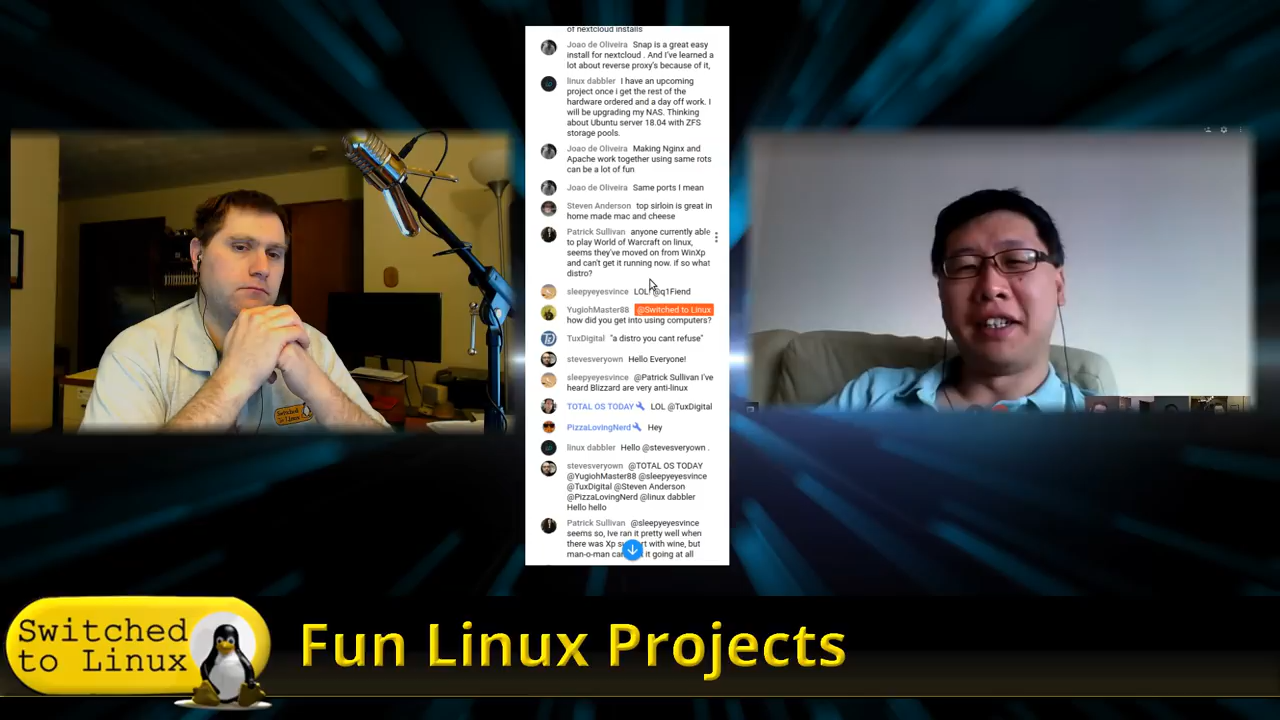 of nextcloud installs
Joao de Oliveira Snap is a great easy
install for nextcloud . And I've learned a
lot about reverse proxy's because of it,
linux dabbler I have an upcoming
project once i get the rest of the
hardware ordered and a day off work. I
will be upgrading my NAS. Thinking
about Ubuntu server 18.04 with ZFS
storage pools.
Joao de Oliveira Making Nginx and
Apache work together using same rots
can be a lot of fun
Joao de Oliveira Same ports I mean
Steven Anderson top sirloin is great in
home made mac and cheese
Patrick Sullivan anyone currently able
to play World of Warcraft on linux,
seems they've moved on from WinXp
and can't get it running now. if so what
distro?
sleepyeyesvince LOL @q1Fiend
YugiohMaster88 @Switched to Linux
how did you get into using computers?
TuxDigital "a distro you cant refuse"
stevesveryown Hello Everyone!
sleepyeyesvince @Patrick Sullivan I've
heard Blizzard are very anti-linux
TOTAL OS TODAY LOL @TuxDigital
PizzaLovingNerd Hey
linux dabbler Hello @stevesveryown .
stevesveryown @TOTAL OS TODAY
@YugiohMaster88 @sleepyeyesvince
@TuxDigital @Steven Anderson
@PizzaLovingNerd @linux dabbler
Hello hello
Patrick Sullivan @sleepyeyesvince
seems so, Ive ran it pretty well when
there was Xp with wine, but
man-o-man it going at all
Switched
to Linux
Switched
to Linux
Fun Linux Projects